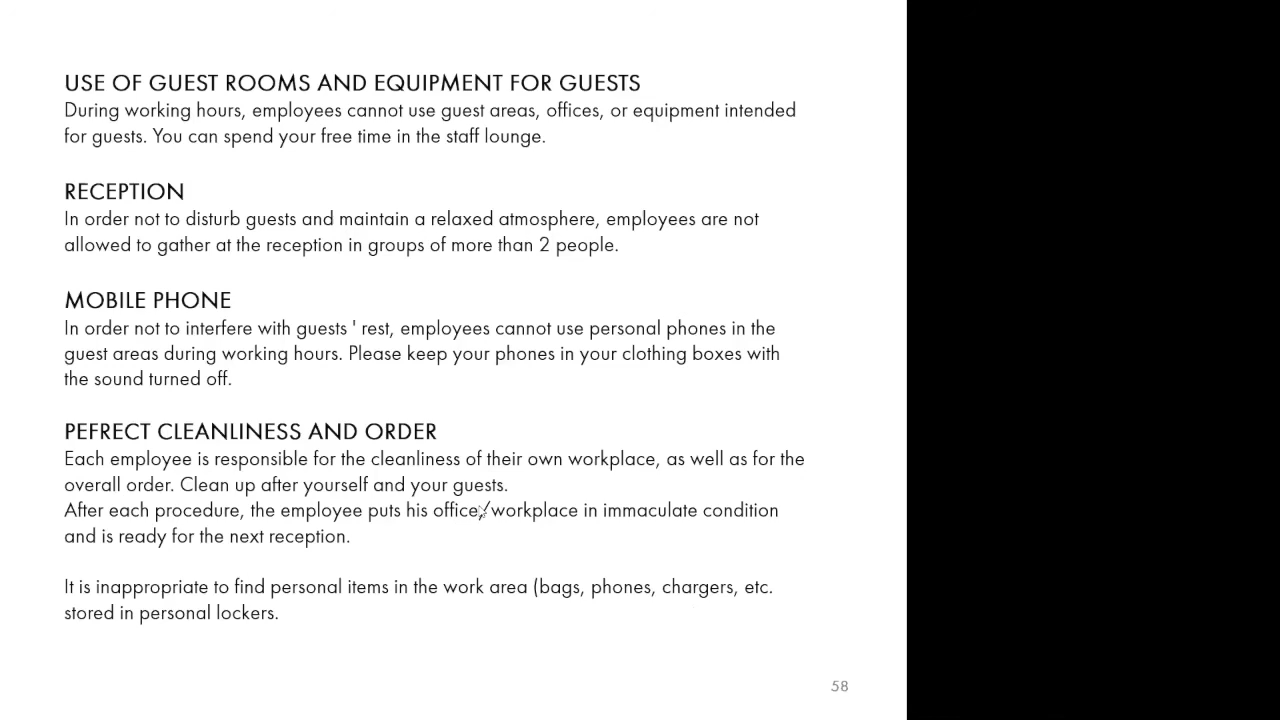 USE OF GUEST ROOMS AND EQUIPMENT FOR GUESTS
During working hours, employees cannot use guest areas, offices, or equipment intended
for guests. You can spend your free time in the staff lounge.
RECEPTION
In order not to disturb guests and maintain a relaxed atmosphere, employees are not
allowed to gather at the reception in groups of more than 2 people.
MOBILE PHONE
In order not to interfere with guests ' rest, employees cannot use personal phones in the
guest areas during working hours. Please keep your phones in your clothing boxes with
the sound turned off.
PEFRECT CLEANLINESS AND ORDER
Each employee is responsible for the cleanliness of their own workplace, as well as for the
overall order. Clean up after yourself and your guests.
After each procedure, the employee puts his office/workplace in immaculate condition
and is ready for the next reception.
It is inappropriate to find personal items in the work area (bags, phones, chargers, etc.
stored in personal lockers.
58